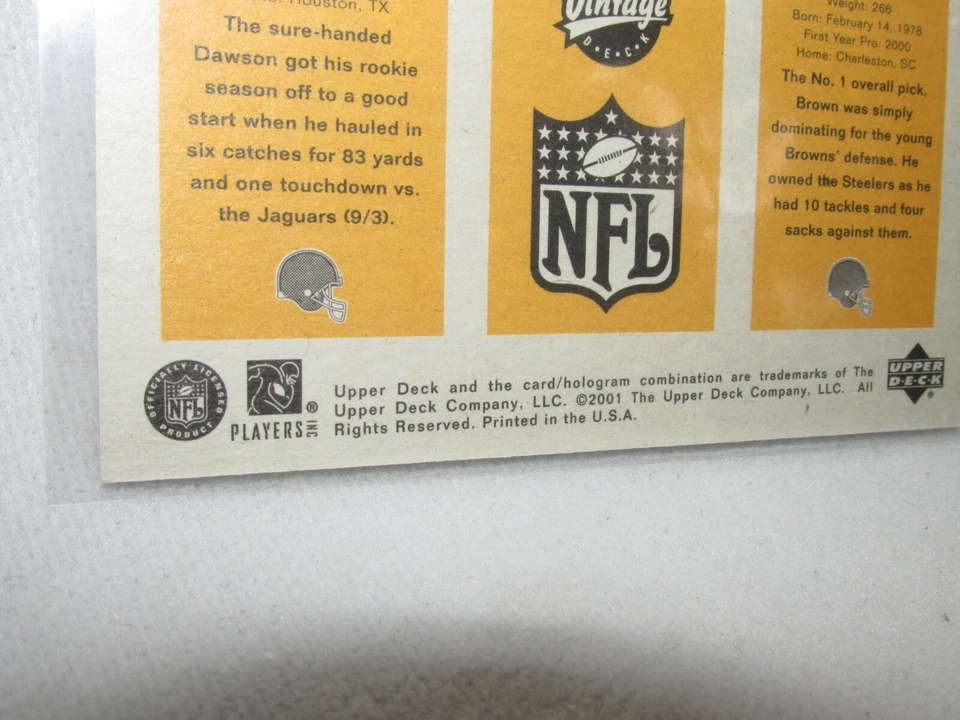 Houston, TX
The sure-handed
Dawson got his rookie
season off to a good
start when he hauled in
six catches for 83 yards
and one touchdown vs.
the Jaguars (9/3).
Vintage
D•E•C•K
NFL
Weight: 266
Born: February 14, 1978
First Year Pro: 2000
Home: Charleston, SC
The No. 1 overall pick,
Brown was simply
dominating for the young
Browns' defense. He
owned the Steelers as he
had 10 tackles and four
sacks against them.
OFFICIALLY LICENSED
NFL
PRODUCT
PLAYERS INC
®
Upper Deck and the card/hologram combination are trademarks of The
Upper Deck Company, LLC. ©2001 The Upper Deck Company, LLC. All
Rights Reserved. Printed in the U.S.A.
UPPER
D•E•C•K
®